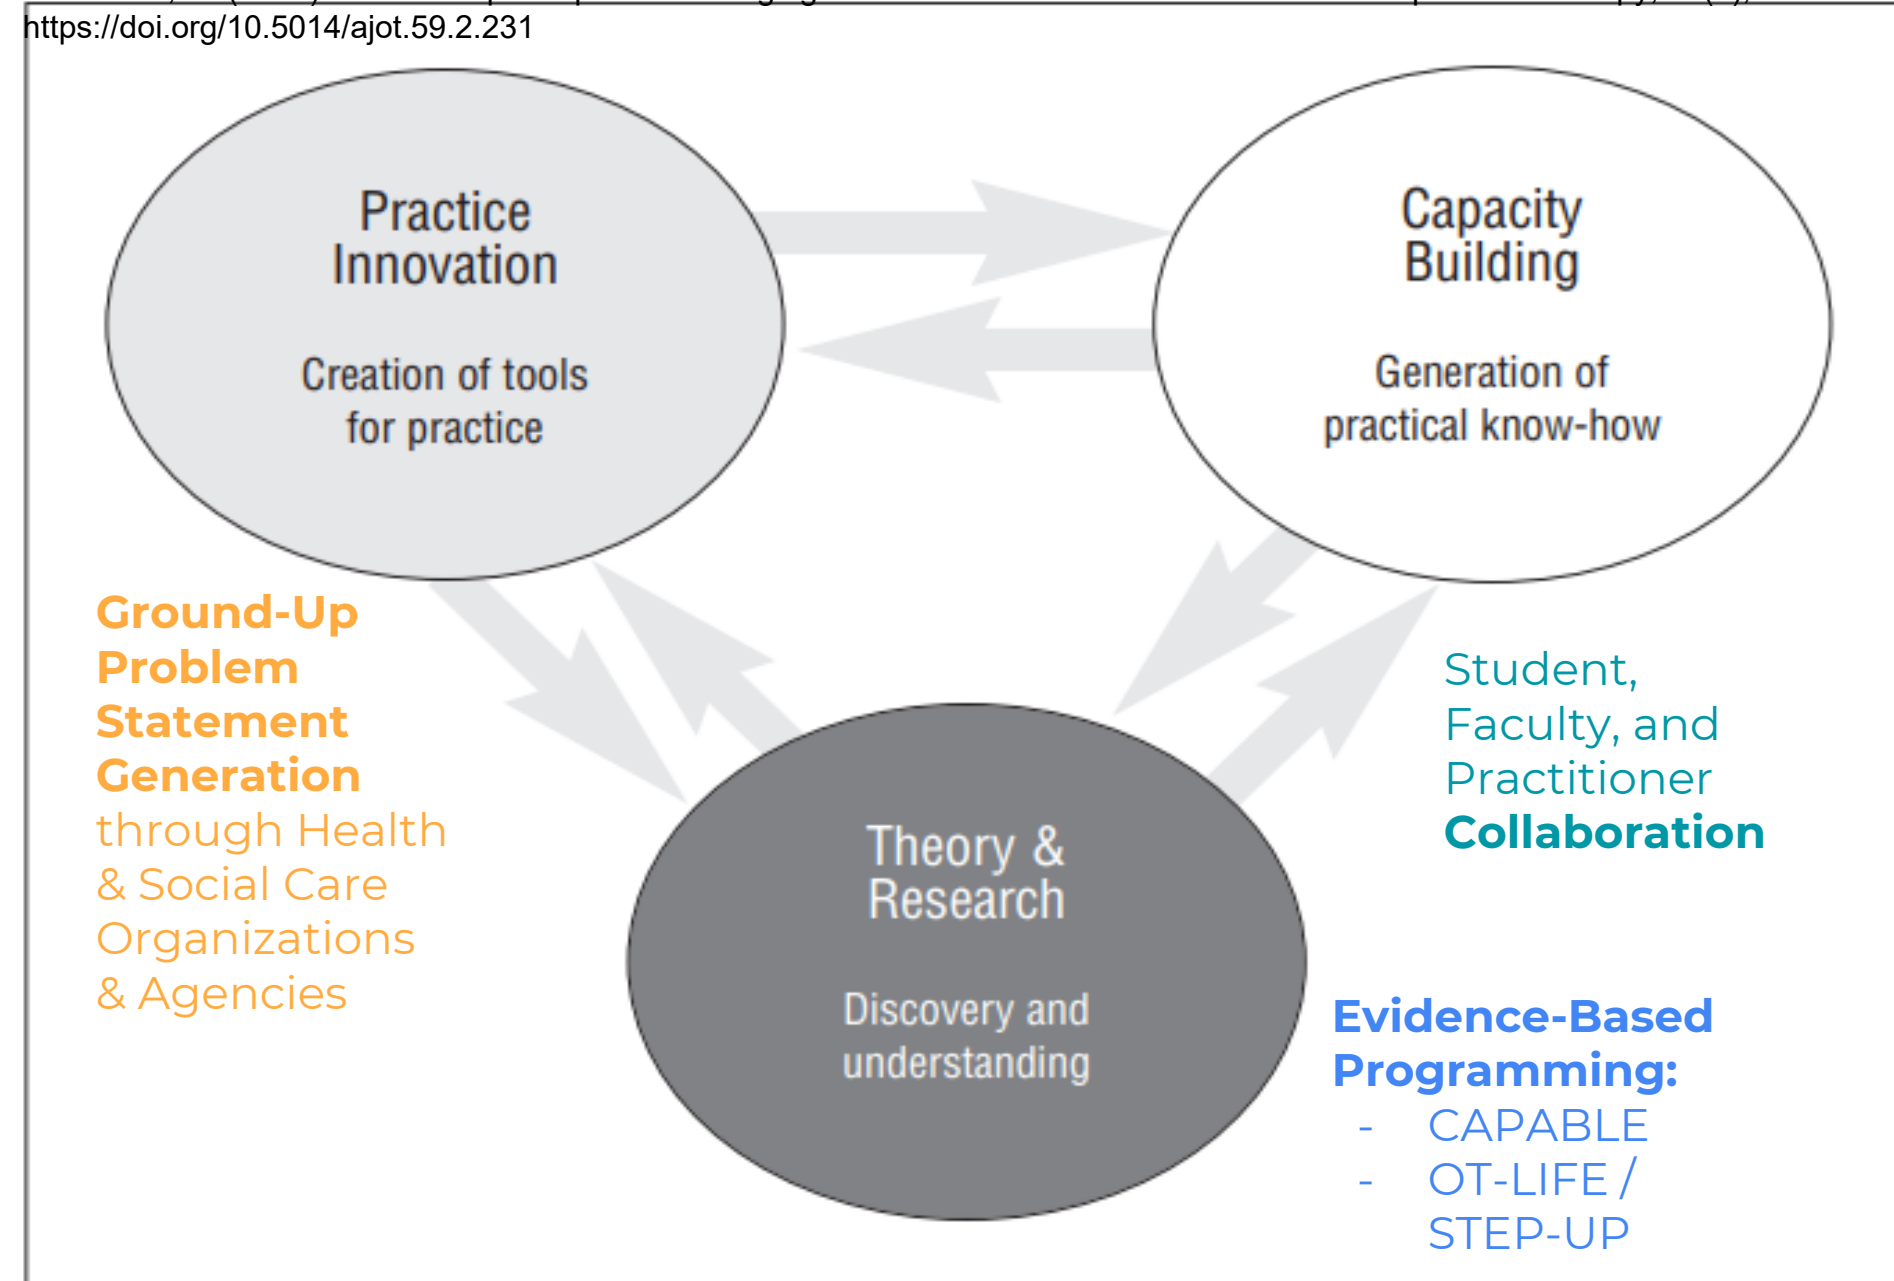 https://doi.org/10.5014/ajot.59.2.231
Practice
Innovation
Creation of tools
for practice
Capacity
Building
Generation of
practical know-how
Ground-Up
Problem
Statement
Generation
through Health
& Social Care
Organizations
& Agencies
Student,
Faculty, and
Practitioner
Collaboration
Theory &
Research
Discovery and
understanding
Evidence-Based
Programming:
- CAPABLE
- OT-LIFE /
STEP-UP